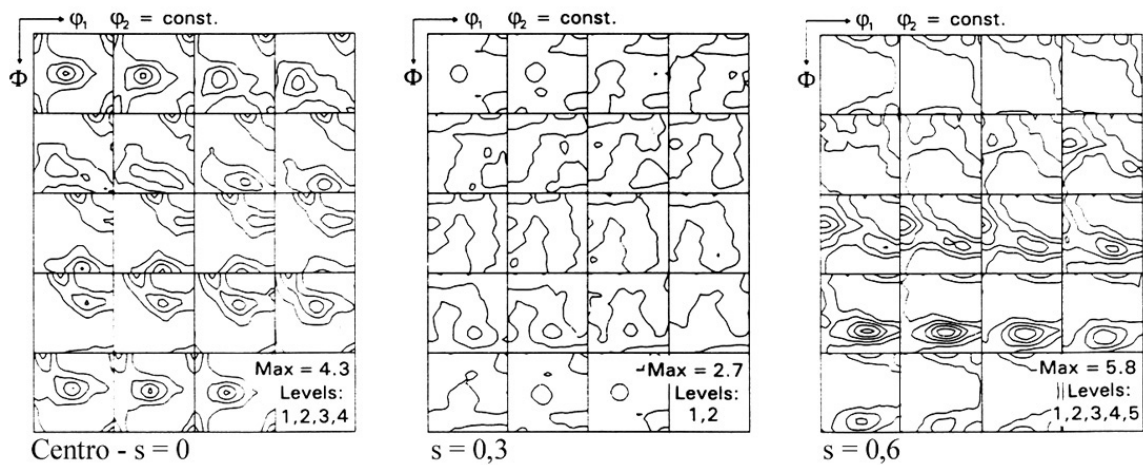 φ₁ φ₂ = const.
Φ
Max = 4.3
Levels:
1,2,3,4
Centro - s = 0
φ₁ φ₂ = const.
Φ
Max = 2.7
Levels:
1,2
s = 0,3
φ₁ φ₂ = const.
Φ
Max = 5.8
Levels:
1,2,3,4,5
s = 0,6